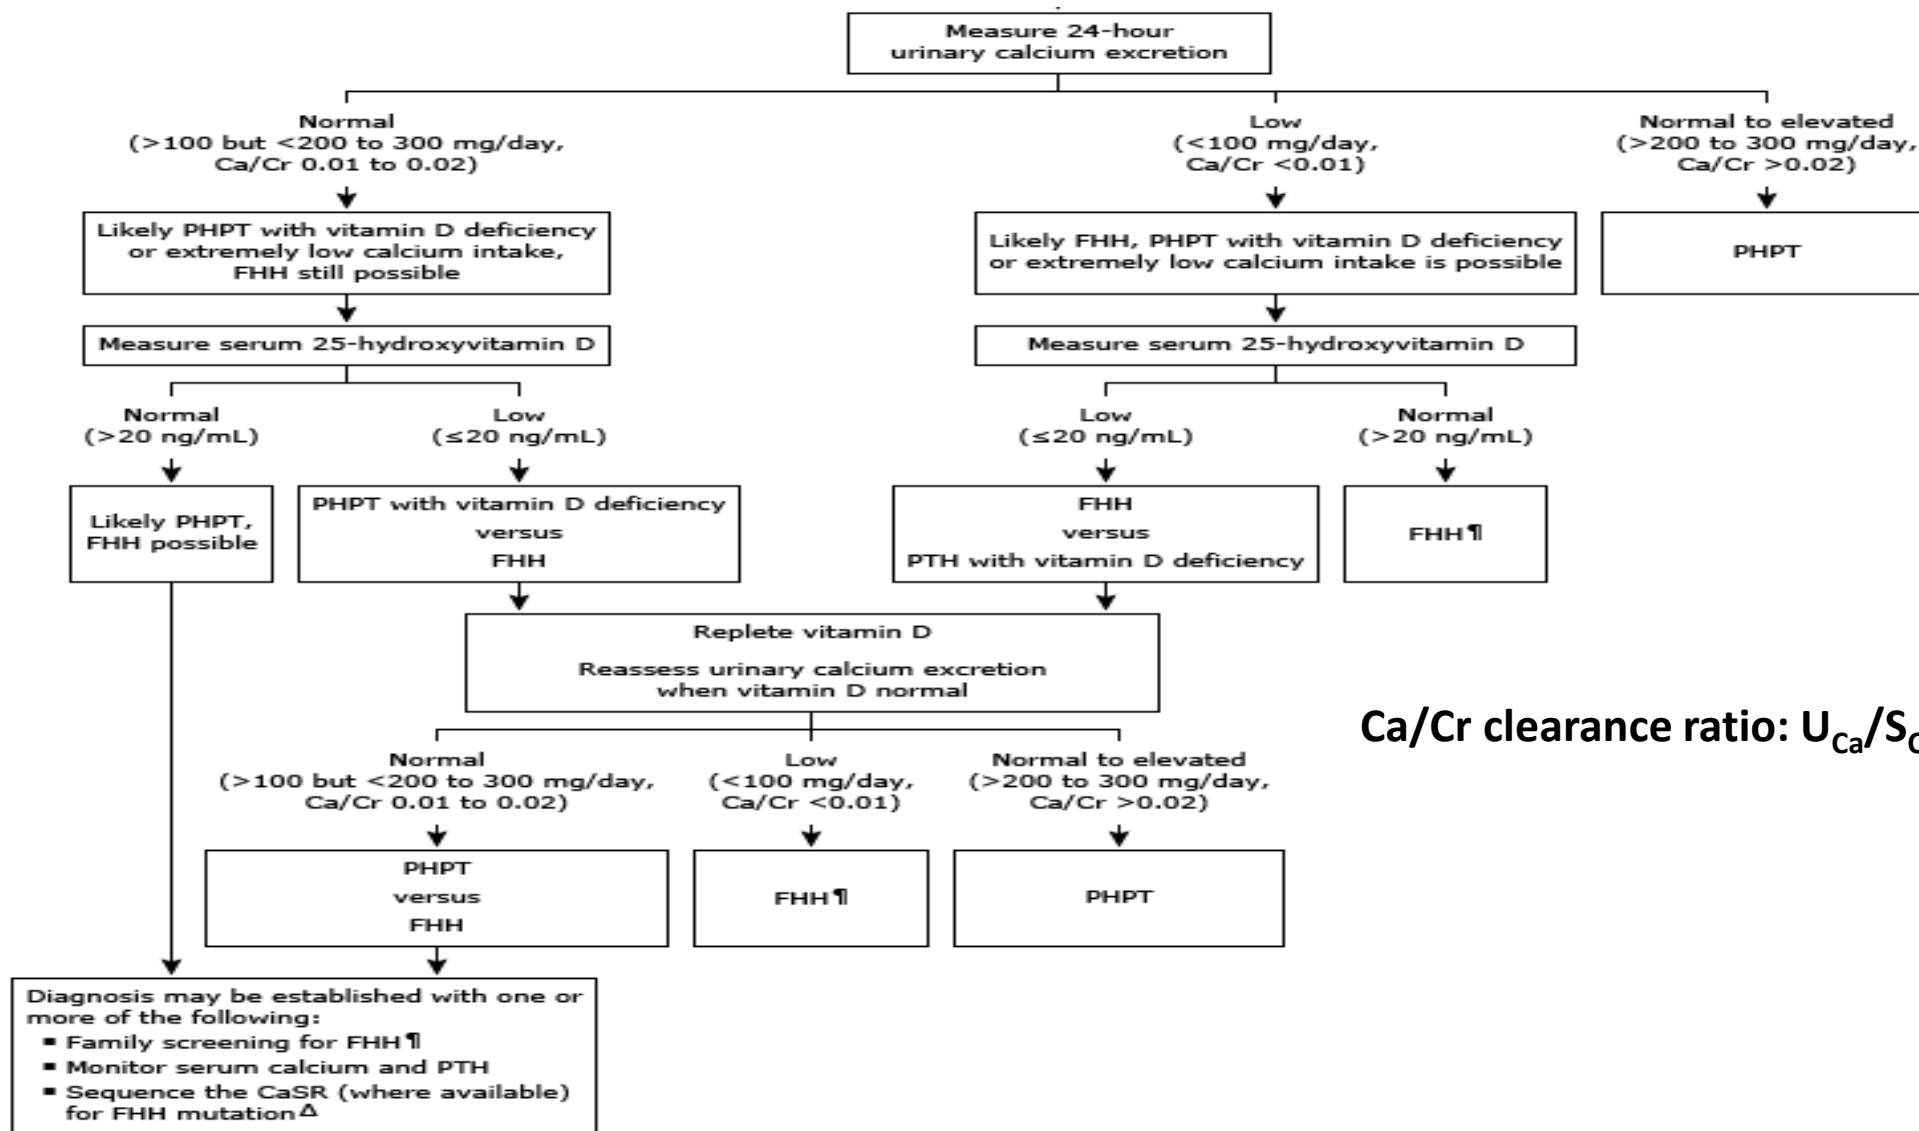 Measure 24-hour
urinary calcium excretion
Normal
(>100 but <200 to 300 mg/day,
Ca/Cr 0.01 to 0.02)
Low
(<100 mg/day,
Ca/Cr <0.01)
Normal to elevated
(>200 to 300 mg/day,
Ca/Cr >0.02)
Likely PHPT with vitamin D deficiency
or extremely low calcium intake,
FHH still possible
Likely FHH, PHPT with vitamin D deficiency
or extremely low calcium intake is possible
PHPT
Measure serum 25-hydroxyvitamin D
Measure serum 25-hydroxyvitamin D
Normal
(>20 ng/mL)
Low
(≤20 ng/mL)
Low
(≤20 ng/mL)
Normal
(>20 ng/mL)
Likely PHPT,
FHH possible
PHPT with vitamin D deficiency
versus
FHH
FHH
versus
PTH with vitamin D deficiency
FHH¶
Replete vitamin D
Reassess urinary calcium excretion
when vitamin D normal
Ca/Cr clearance ratio: U_Ca/S_C
Normal
(>100 but <200 to 300 mg/day,
Ca/Cr 0.01 to 0.02)
Low
(<100 mg/day,
Ca/Cr <0.01)
Normal to elevated
(>200 to 300 mg/day,
Ca/Cr >0.02)
PHPT
versus
FHH
FHH¶
PHPT
Diagnosis may be established with one or
more of the following:
▪ Family screening for FHH¶
▪ Monitor serum calcium and PTH
▪ Sequence the CaSR (where available)
for FHH mutationΔ